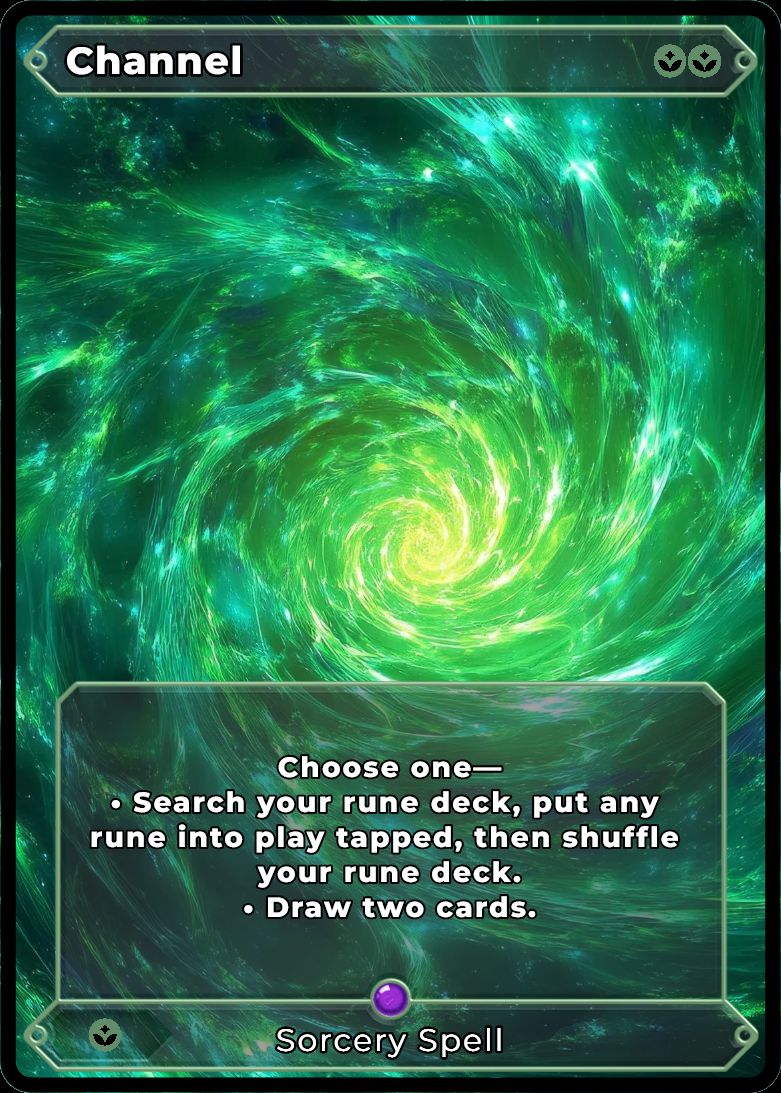 Channel
Choose one—
• Search your rune deck, put any
rune into play tapped, then shuffle
your rune deck.
• Draw two cards.
Sorcery Spell